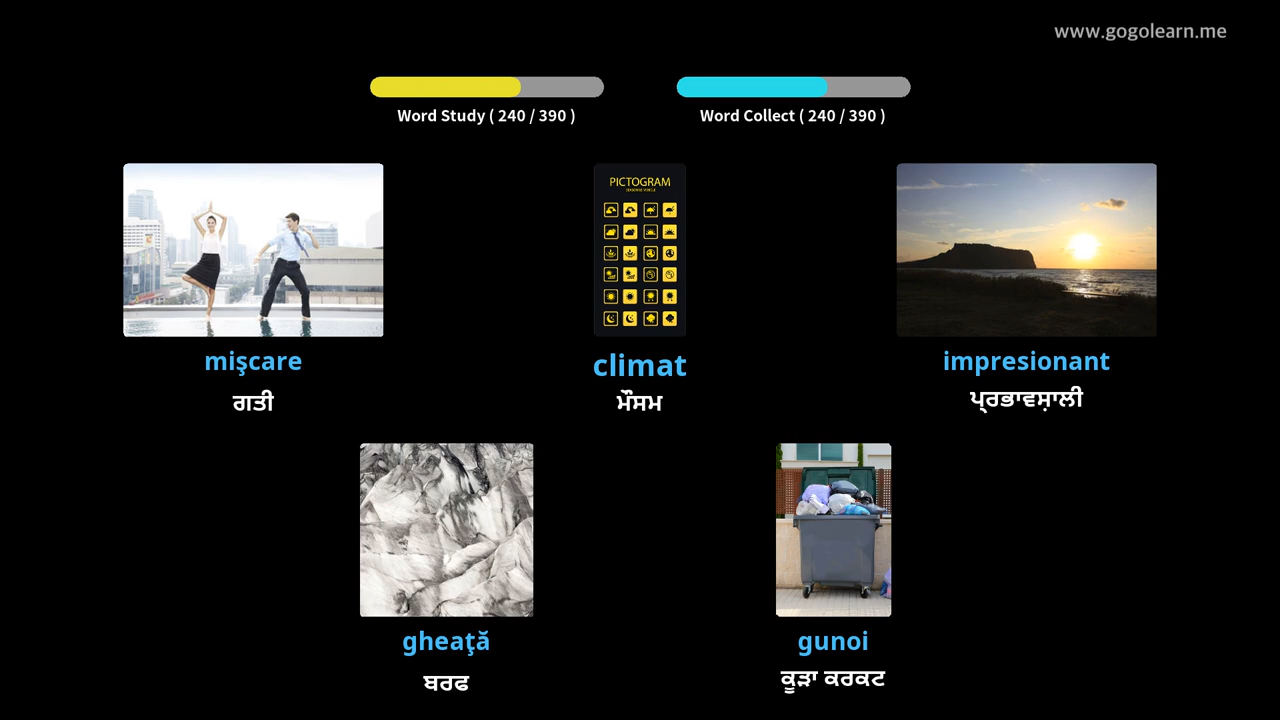 www.gogolearn.me
Word Study ( 240 / 390 )
Word Collect ( 240 / 390 )
PICTOGRAM
mişcare
climat
impresionant
ਗਤੀ
ਮੌਸਮ
ਪ੍ਰਭਾਵਸ਼ਾਲੀ
gheaţă
gunoi
ਬਰਫ
ਕੂੜਾ ਕਰਕਟ